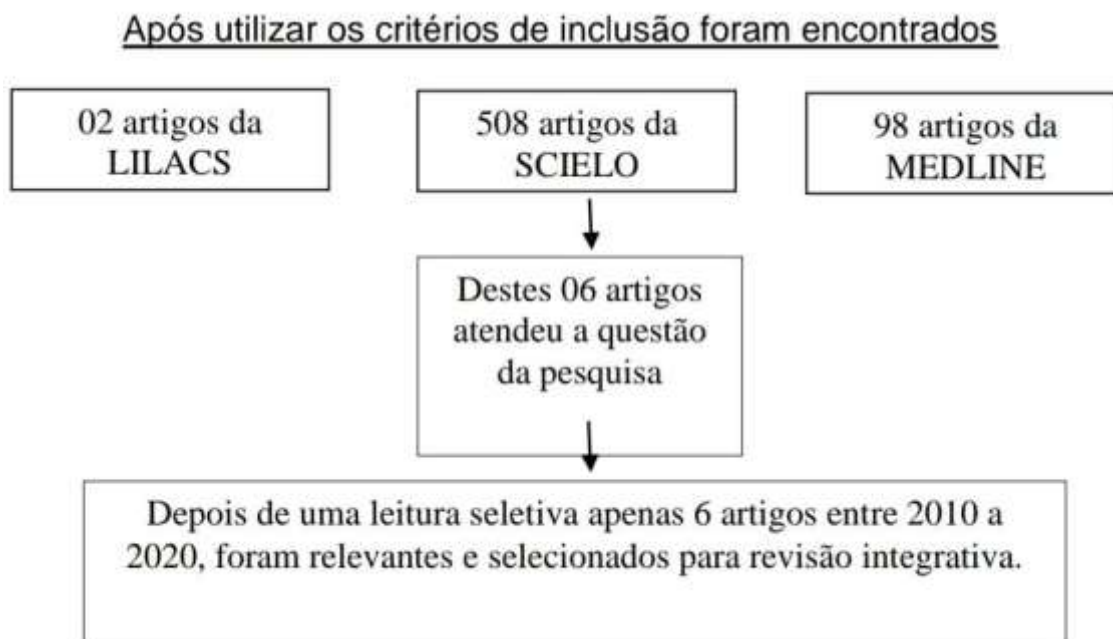 Após utilizar os critérios de inclusão foram encontrados
02 artigos da
LILACS
508 artigos da
SCIELO
98 artigos da
MEDLINE
Destes 06 artigos
atendeu a questão
da pesquisa
Depois de uma leitura seletiva apenas 6 artigos entre 2010 a
2020, foram relevantes e selecionados para revisão integrativa.